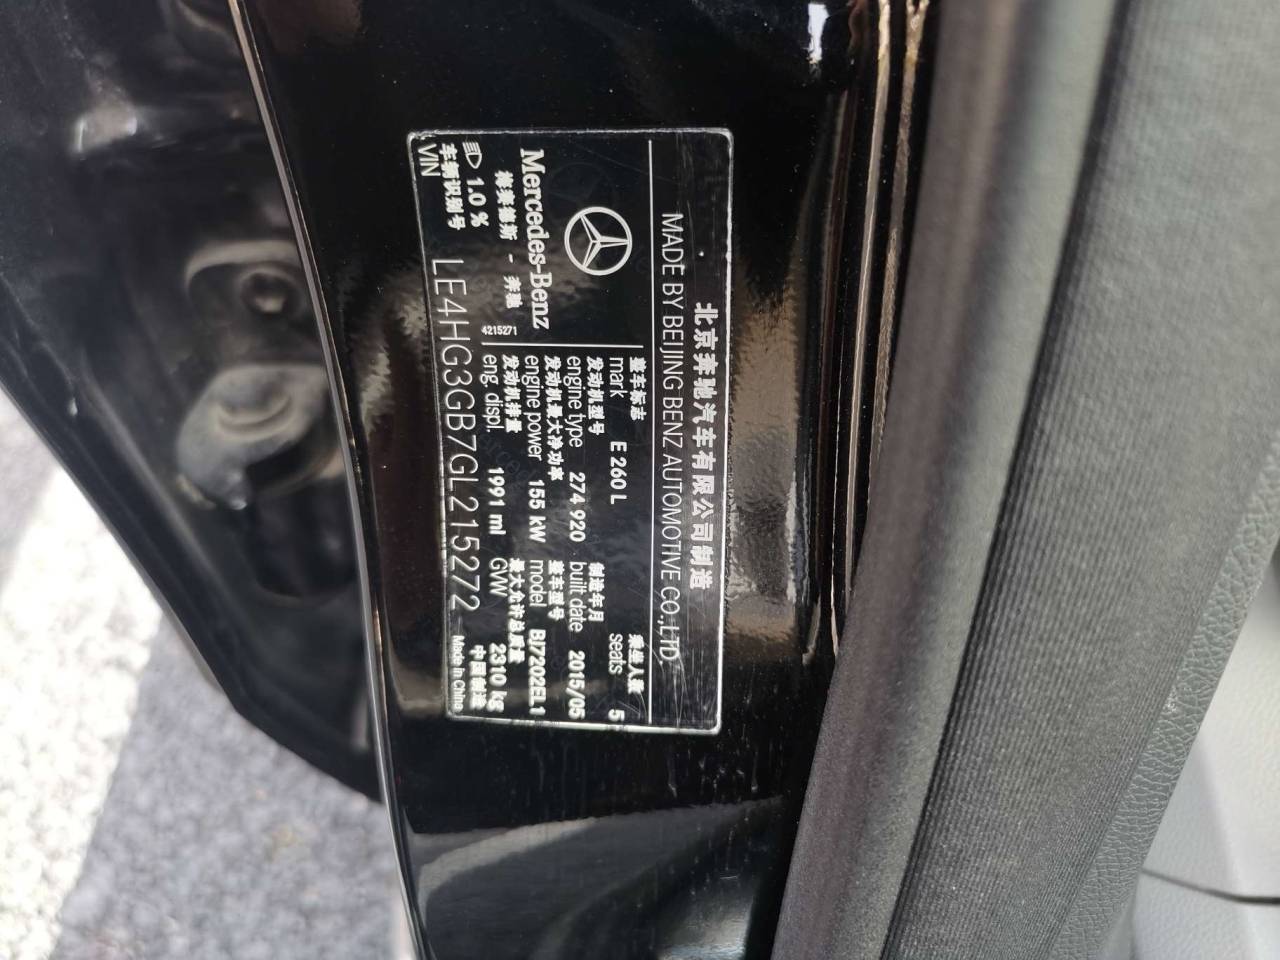 北京奔驰汽车有限公司制造
MADE BY BEIJING BENZ AUTOMOTIVE CO.,LTD.
Mercedes-Benz
梅赛德斯 - 奔驰
4215271
整车标志 乘坐人数
mark E 260 L seats 5
发动机型号 制造年月
engine type 274 920 built date 2015/05
发动机最大净功率 整车型号
engine power 155 kW model BJ7202EL1
发动机排量 最大允许总质量
eng. displ. 1991 ml GVW 2310 kg
1.0 %
车辆识别号 中国制造
VIN LE4HG3GB7GL215272 Made In China